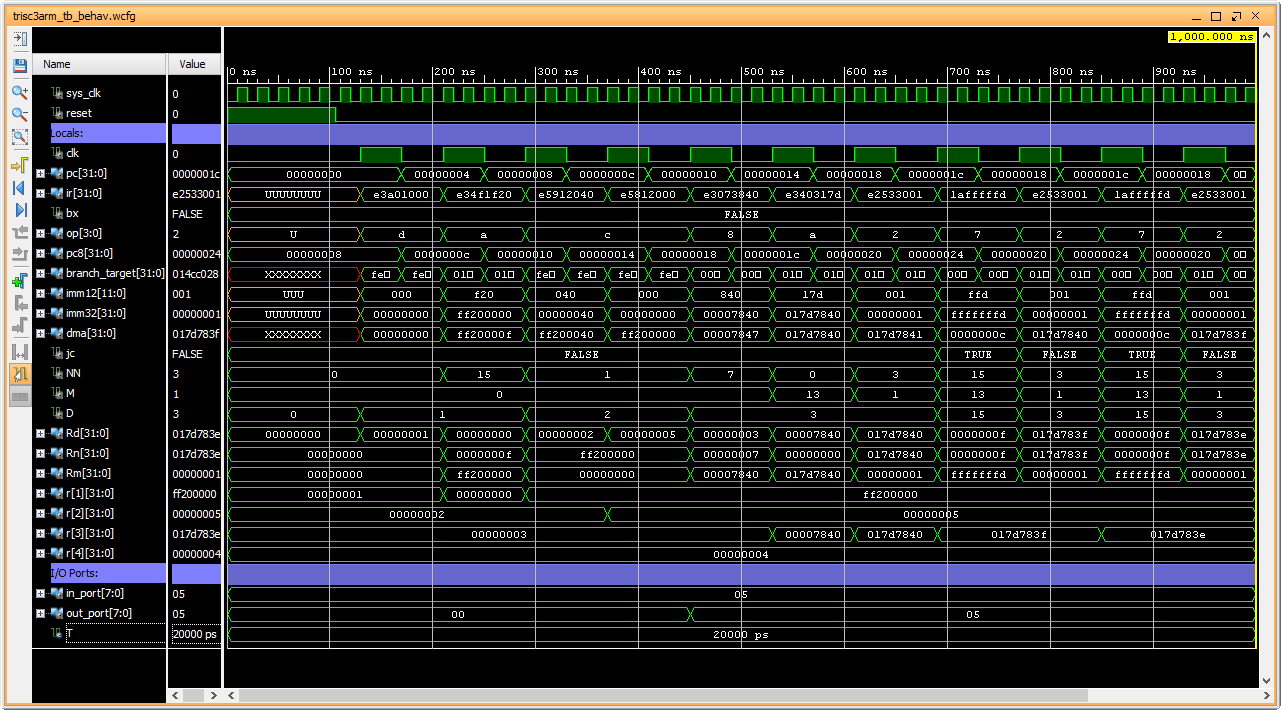 trisc3arm_tb_behav.wcfg
1,000.000 ns
Name Value 0 ns 100 ns 200 ns 300 ns 400 ns 500 ns 600 ns 700 ns 800 ns 900 ns
sys_clk 0
reset 0
Locals:
clk 0
pc[31:0] 0000001c 00000000 00000004 00000008 0000000c 00000010 00000014 00000018 0000001c 00000018 0000001c 00000018 00
ir[31:0] e2533001 UUUUUUUU e3a01000 e34f1f20 e5912040 e5812000 e3073840 e340317d e2533001 1afffffd e2533001 1afffffd e2533001
bx FALSE FALSE
op[3:0] 2 U d a c 8 a 2 7 2 7 2
pc8[31:0] 00000024 00000008 0000000c 00000010 00000014 00000018 0000001c 00000020 00000024 00000020 00000024 00000020 00
branch_target[31:0] 014cc028 XXXXXXX fe fe 01 01 fe fe fe fe 00 00 01 01 01 01 00 00 01 01 00 00 01 01
imm12[11:0] 001 UUU 000 f20 040 000 840 17d 001 ffd 001 ffd 001
imm32[31:0] 00000001 UUUUUUUU 00000000 ff200000 00000040 00000000 00007840 017d7840 00000001 fffffffd 00000001 fffffffd 00000001
dma[31:0] 017d783f XXXXXXX 00000000 ff20000f ff200040 ff200000 00007847 017d7840 017d7841 0000000c 017d7840 0000000c 017d783f
jc FALSE FALSE TRUE FALSE TRUE FALSE
NN 3 0 15 1 7 0 3 15 3 15 3
M 1 0 13 1 13 1 13 1
D 3 0 1 2 3 15 3 15 3
Rd[31:0] 017d783e 00000000 00000001 00000000 00000002 00000005 00000003 00007840 017d7840 0000000f 017d783f 0000000f 017d783e
Rn[31:0] 017d783e 00000000 0000000f ff200000 00000007 00000000 017d7840 0000000f 017d783f 0000000f 017d783e
Rm[31:0] 00000001 00000000 ff200000 00000000 00007840 017d7840 00000001 fffffffd 00000001 fffffffd 00000001
r[1][31:0] ff200000 00000001 00000000 ff200000
r[2][31:0] 00000005 00000002 00000005
r[3][31:0] 017d783e 00000003 00007840 017d7840 017d783f 017d783e
r[4][31:0] 00000004 00000004
I/O Ports:
in_port[7:0] 05 05
out_port[7:0] 05 00 05
T 20000 ps 20000 ps